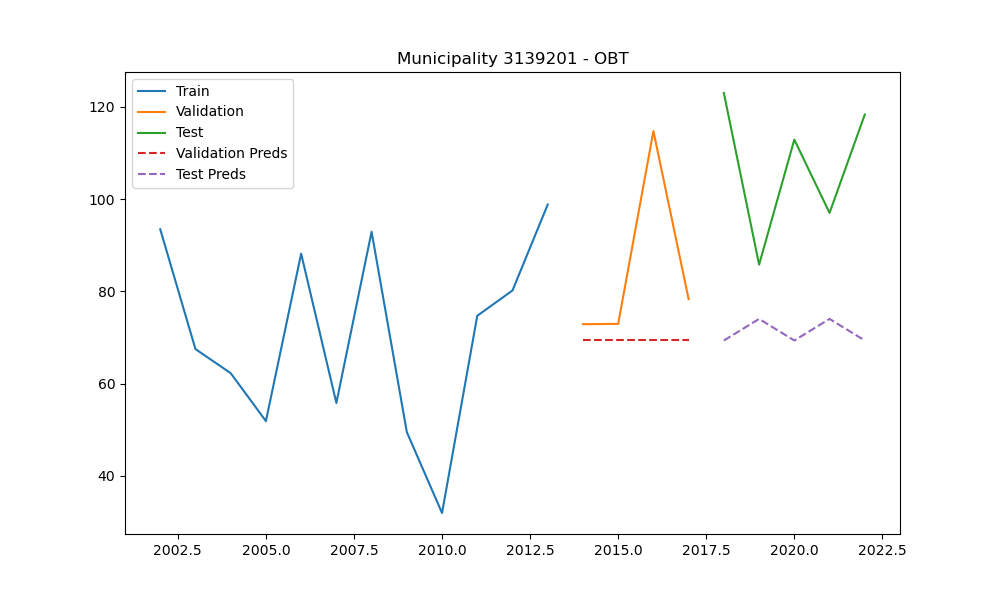 Municipality 3139201 - OBT
Train
Validation
Test
Validation Preds
Test Preds
120
100
80
60
40
2002.5 2005.0 2007.5 2010.0 2012.5 2015.0 2017.5 2020.0 2022.5